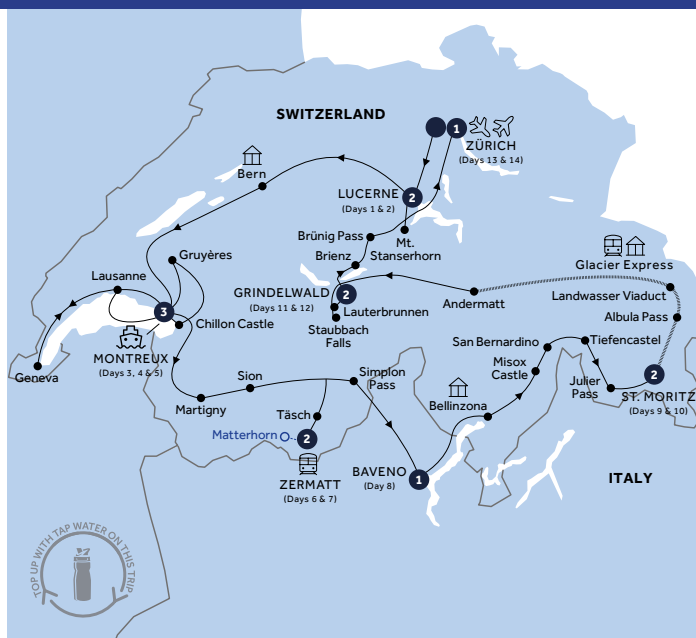 SWITZERLAND
1
ZÜRICH
(Days 13 & 14)
Bern
LUCERNE
2
(Days 1 & 2)
Brünig Pass
Mt.
Stanserhorn
Gruyères
Brienz
Glacier Express
Lausanne
GRINDELWALD
2
(Days 11 & 12)
Lauterbrunnen
Staubbach
Falls
Andermatt
Landwasser Viaduct
Albula Pass
3
Chillon Castle
MONTREUX
(Days 3, 4 & 5)
Geneva
San Bernardino
Tiefencastel
Misox
Castle
Simplon
Pass
Sion
Martigny
Julier
Pass
2
ST. MORITZ
(Days 9 & 10)
Bellinzona
Täsch
Matterhorn
2
ZERMATT
(Days 6 & 7)
BAVENO
(Day 8)
1
ITALY
TOP UP WITH TAP WATER ON THIS TRIP